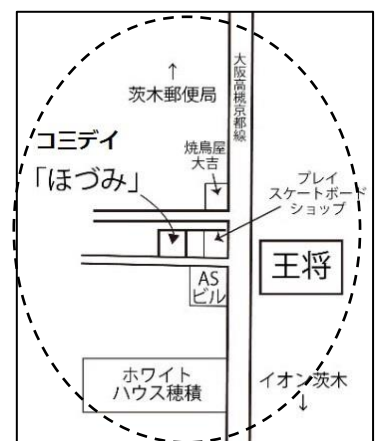 大阪高槻京都線
↑
茨木郵便局
コ三デイ
「ほづみ」
焼鳥屋
大吉
プレイ
スケートボード
ショップ
王将
AS
ビル
ホワイト
ハウス穂積
イオン茨木
↓